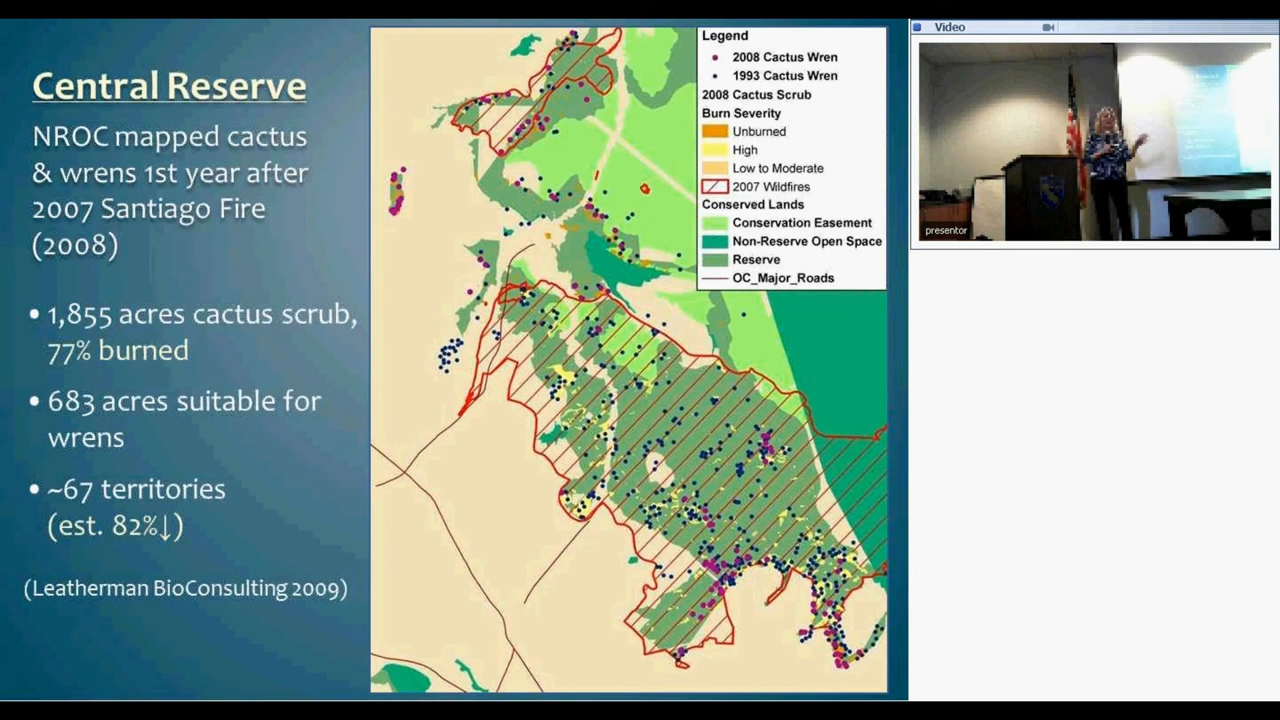 Central Reserve
NROC mapped cactus
& wrens 1st year after
2007 Santiago Fire
(2008)
• 1,855 acres cactus scrub,
77% burned
• 683 acres suitable for
wrens
• ~67 territories
(est. 82%↓)
(Leatherman BioConsulting 2009)
Legend
2008 Cactus Wren
1993 Cactus Wren
2008 Cactus Scrub
Burn Severity
Unburned
High
Low to Moderate
2007 Wildfires
Conserved Lands
Conservation Easement
Non-Reserve Open Space
Reserve
OC_Major_Roads
Video
presentor